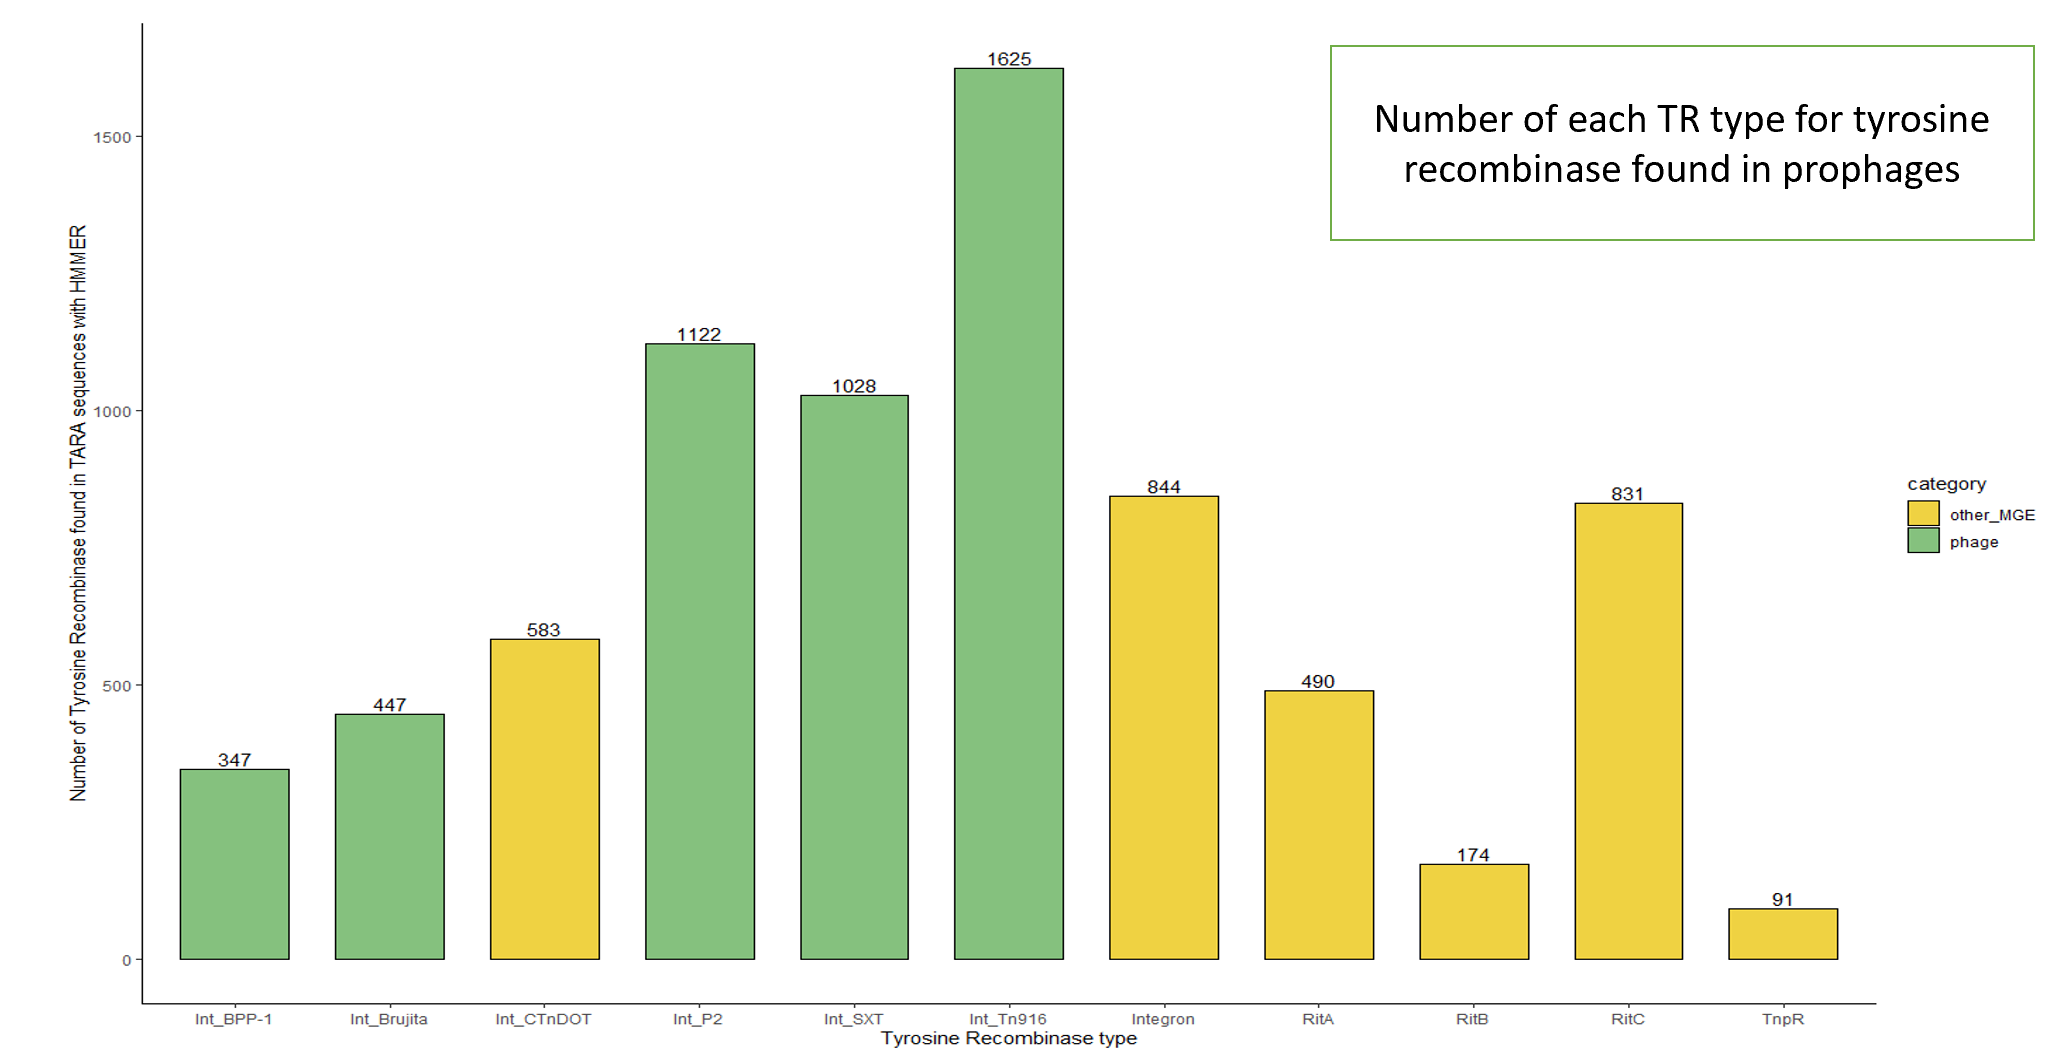 Number of each TR type for tyrosine
recombinase found in prophages
Number of Tyrosine Recombinase found in TARA sequences with HMMER
1500
1000
500
0
347
447
583
1122
1028
1625
844
490
174
831
91
Int_BPP-1
Int_Brujita
Int_CTnDOT
Int_P2
Int_SXT
Int_Tn916
Integron
RitA
RitB
RitC
TnpR
Tyrosine Recombinase type
category
other_MGE
phage